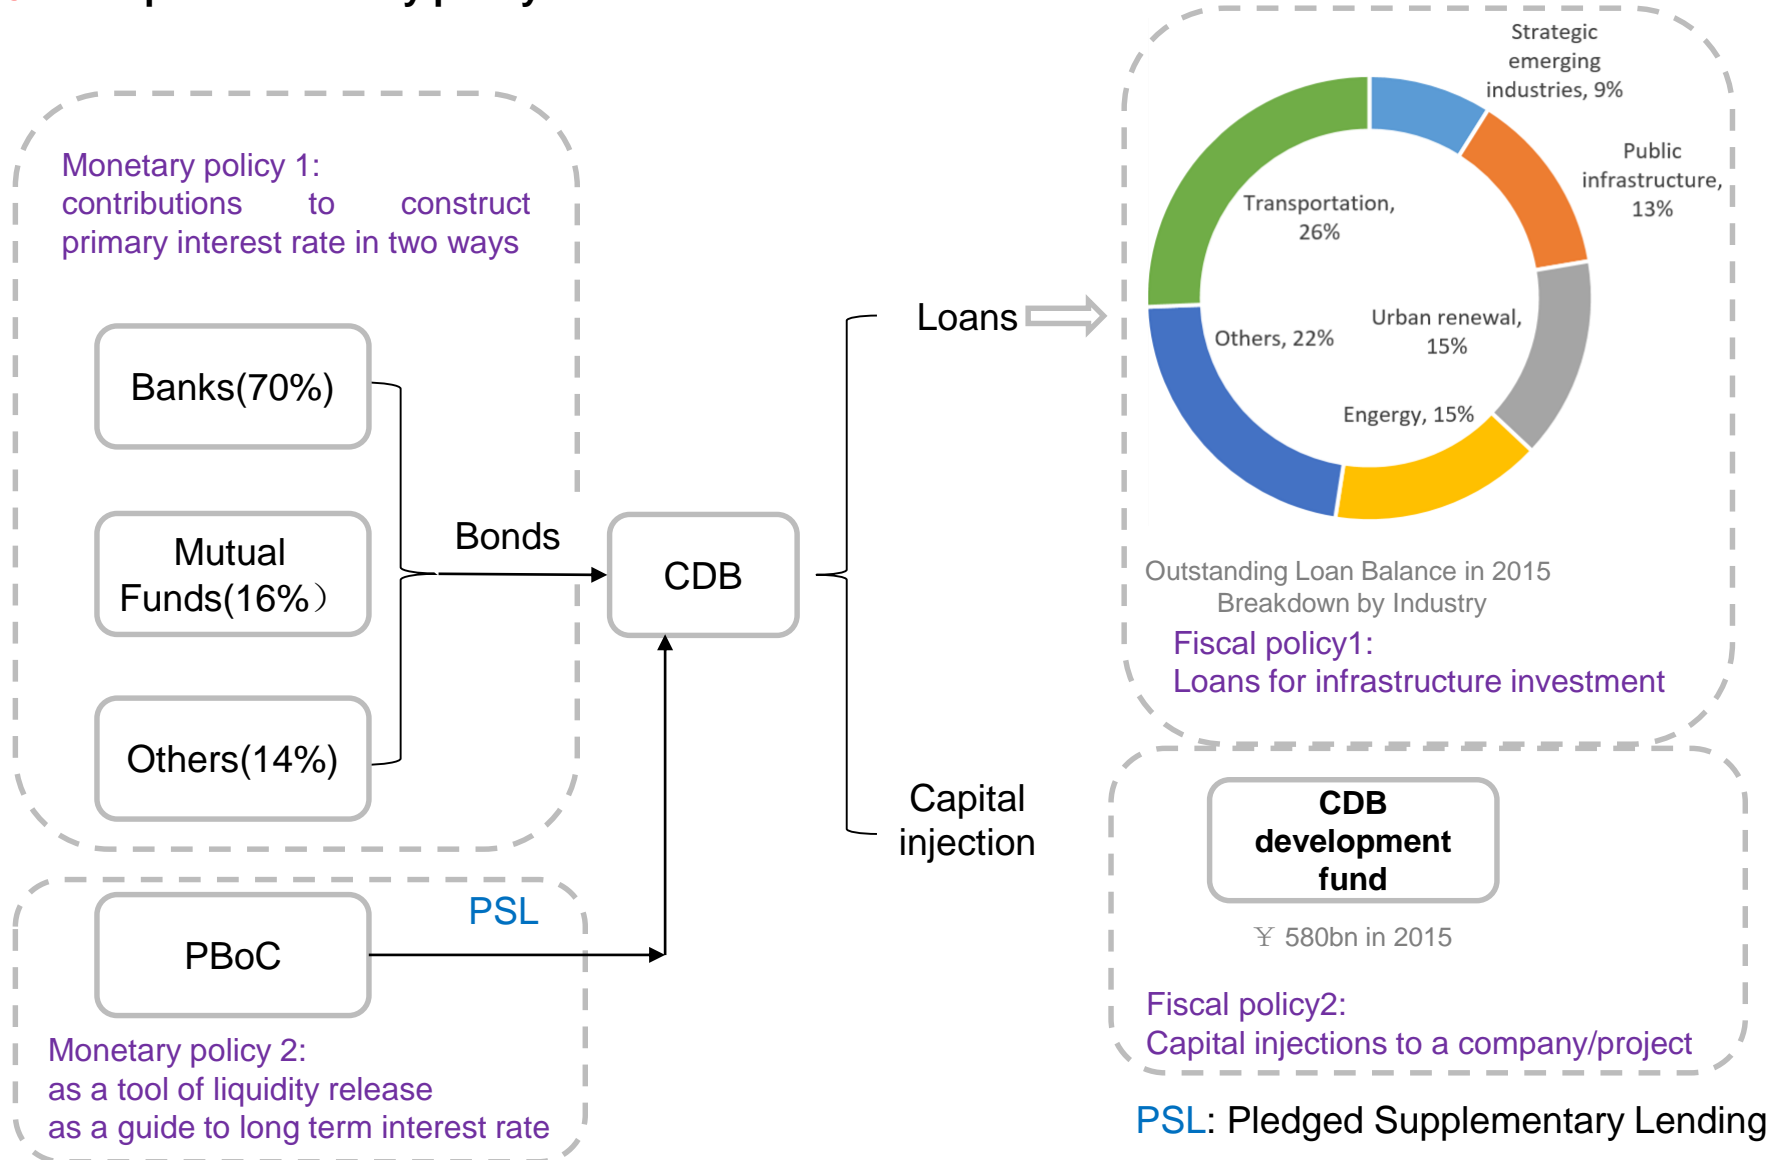 Monetary policy 1:
contributions to construct
primary interest rate in two ways
Banks(70%)
Mutual
Funds(16%）
Others(14%)
Bonds
CDB
PBoC
PSL
Monetary policy 2:
as a tool of liquidity release
as a guide to long term interest rate
Loans
Capital
injection
Strategic
emerging
industries, 9%
Public
infrastructure,
13%
Transportation,
26%
Urban renewal,
15%
Others, 22%
Engergy, 15%
Outstanding Loan Balance in 2015
Breakdown by Industry
Fiscal policy1:
Loans for infrastructure investment
CDB
development
fund
￥ 580bn in 2015
Fiscal policy2:
Capital injections to a company/project
PSL: Pledged Supplementary Lending